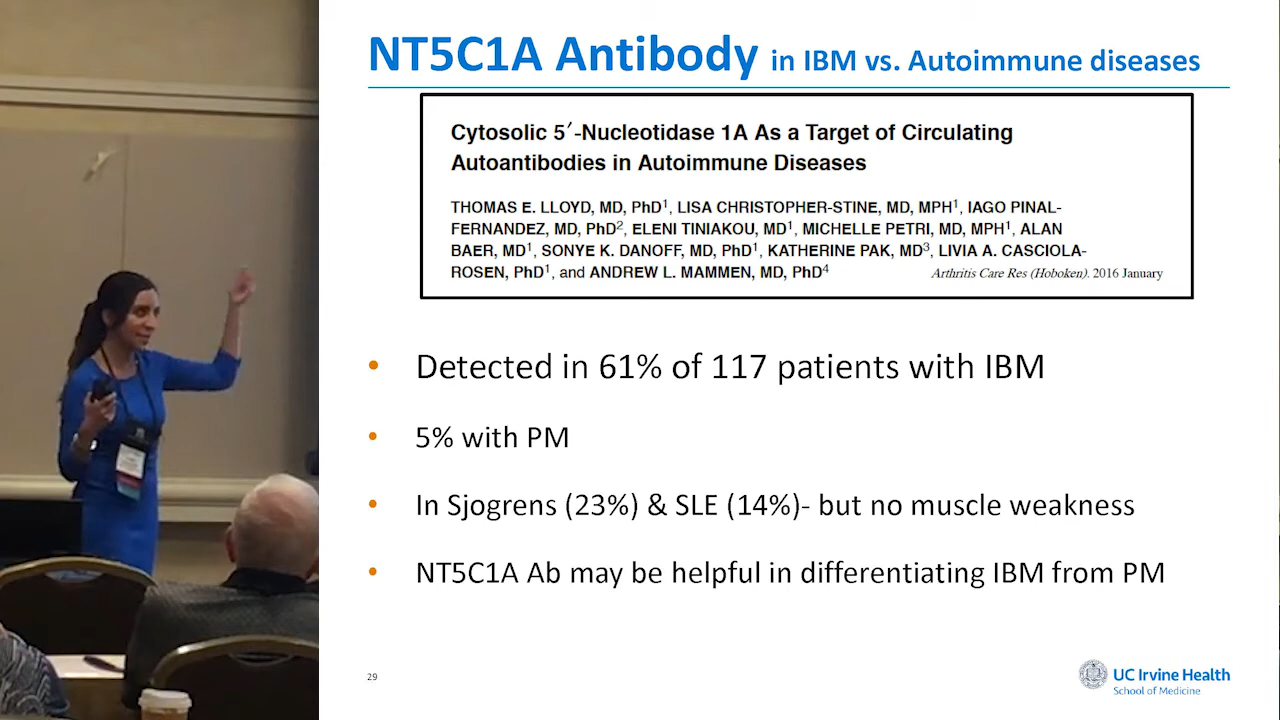 NT5C1A Antibody in IBM vs. Autoimmune diseases
Cytosolic 5′-Nucleotidase 1A As a Target of Circulating
Autoantibodies in Autoimmune Diseases
THOMAS E. LLOYD, MD, PhD1, LISA CHRISTOPHER-STINE, MD, MPH1, IAGO PINAL-
FERNANDEZ, MD, PhD2, ELENI TINIAKOU, MD1, MICHELLE PETRI, MD, MPH1, ALAN
BAER, MD1, SONYE K. DANOFF, MD, PhD1, KATHERINE PAK, MD3, LIVIA A. CASCIOLA-
ROSEN, PhD1, and ANDREW L. MAMMEN, MD, PhD4
Arthritis Care Res (Hoboken). 2016 January
• Detected in 61% of 117 patients with IBM
• 5% with PM
• In Sjogrens (23%) & SLE (14%)- but no muscle weakness
• NT5C1A Ab may be helpful in differentiating IBM from PM
29
UC Irvine Health
School of Medicine